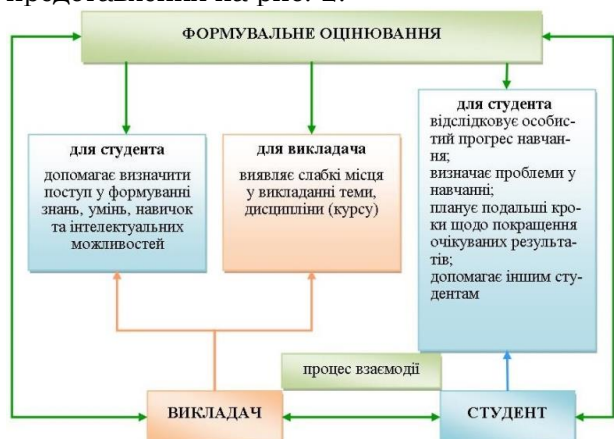 представлений на рис. 2.
ФОРМУВАЛЬНЕ ОЦІНЮВАННЯ
для студента
допомагає визначити
поступ у формуванні
знань, умінь, навичок
та інтелектуальних
можливостей
для викладача
виявляє слабкі місця
у викладанні теми,
дисципліни (курсу)
для студента
відслідковує особис-
тий прогрес навчан-
ня;
визначає проблеми у
навчанні;
планує подальші кро-
ки щодо покращення
очікуваних результа-
тів;
допомагає іншим сту-
дентам
процес взаємодії
ВИКЛАДАЧ
СТУДЕНТ